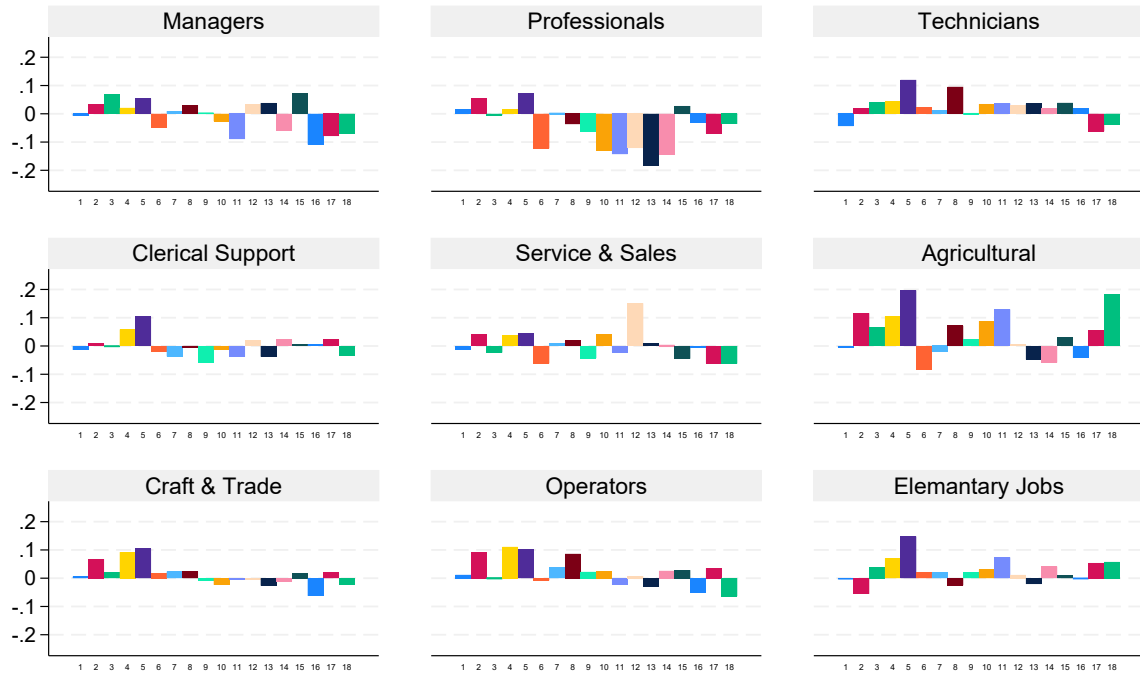 Managers Professionals Technicians
.2
.1
0
-.1
-.2
1 2 3 4 5 6 7 8 9 10 11 12 13 14 15 16 17 18 1 2 3 4 5 6 7 8 9 10 11 12 13 14 15 16 17 18 1 2 3 4 5 6 7 8 9 10 11 12 13 14 15 16 17 18
Clerical Support Service & Sales Agricultural
.2
.1
0
-.1
-.2
1 2 3 4 5 6 7 8 9 10 11 12 13 14 15 16 17 18 1 2 3 4 5 6 7 8 9 10 11 12 13 14 15 16 17 18 1 2 3 4 5 6 7 8 9 10 11 12 13 14 15 16 17 18
Craft & Trade Operators Elemantary Jobs
.2
.1
0
-.1
-.2
1 2 3 4 5 6 7 8 9 10 11 12 13 14 15 16 17 18 1 2 3 4 5 6 7 8 9 10 11 12 13 14 15 16 17 18 1 2 3 4 5 6 7 8 9 10 11 12 13 14 15 16 17 18